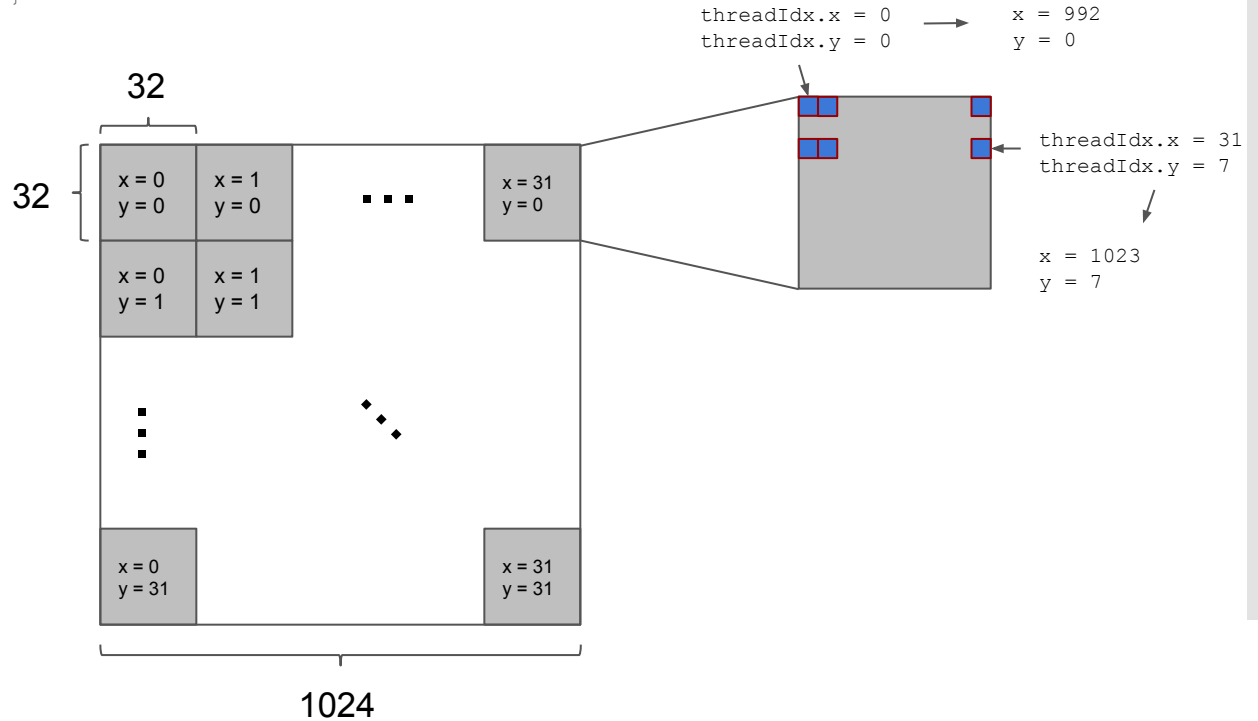 }
threadIdx.x = 0
threadIdx.y = 0
x = 992
y = 0
32
32
x = 0
y = 0
x = 1
y = 0
x = 31
y = 0
threadIdx.x = 31
threadIdx.y = 7
x = 0
y = 1
x = 1
y = 1
x = 1023
y = 7
x = 0
y = 31
x = 31
y = 31
1024